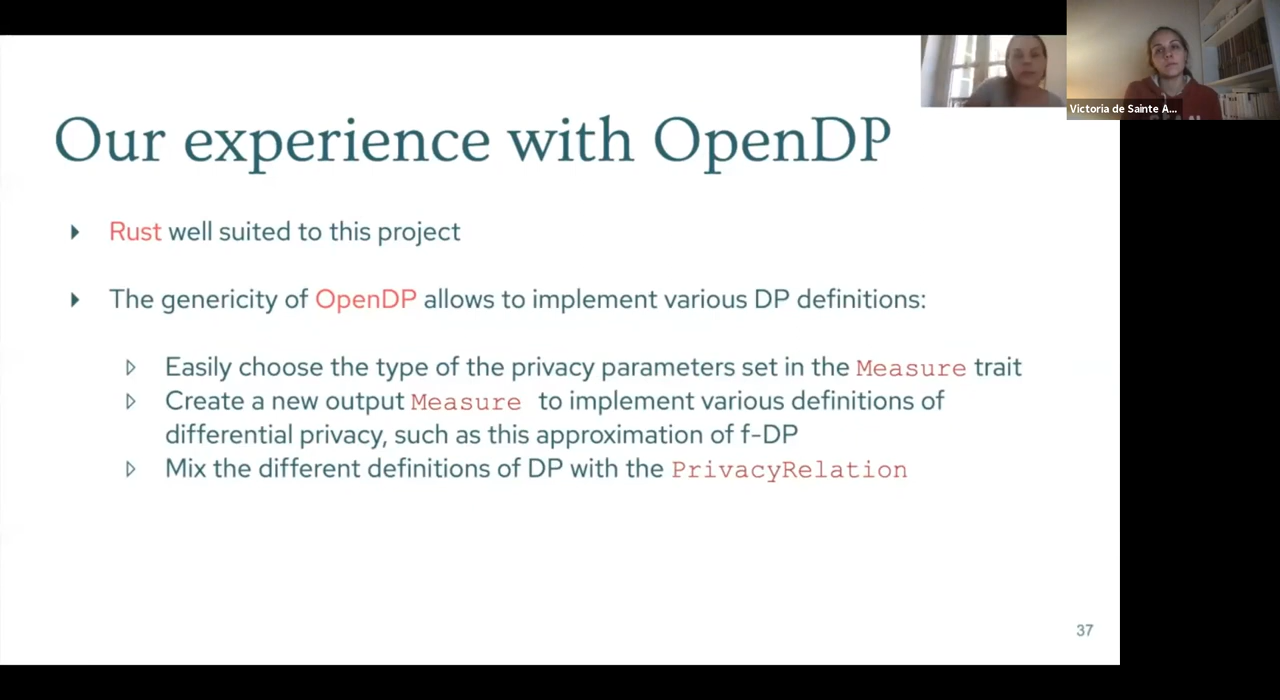 Victoria de Sainte A...
Our experience with OpenDP
Rust well suited to this project
The genericity of OpenDP allows to implement various DP definitions:
Easily choose the type of the privacy parameters set in the Measure trait
Create a new output Measure to implement various definitions of
differential privacy, such as this approximation of f-DP
Mix the different definitions of DP with the PrivacyRelation
37